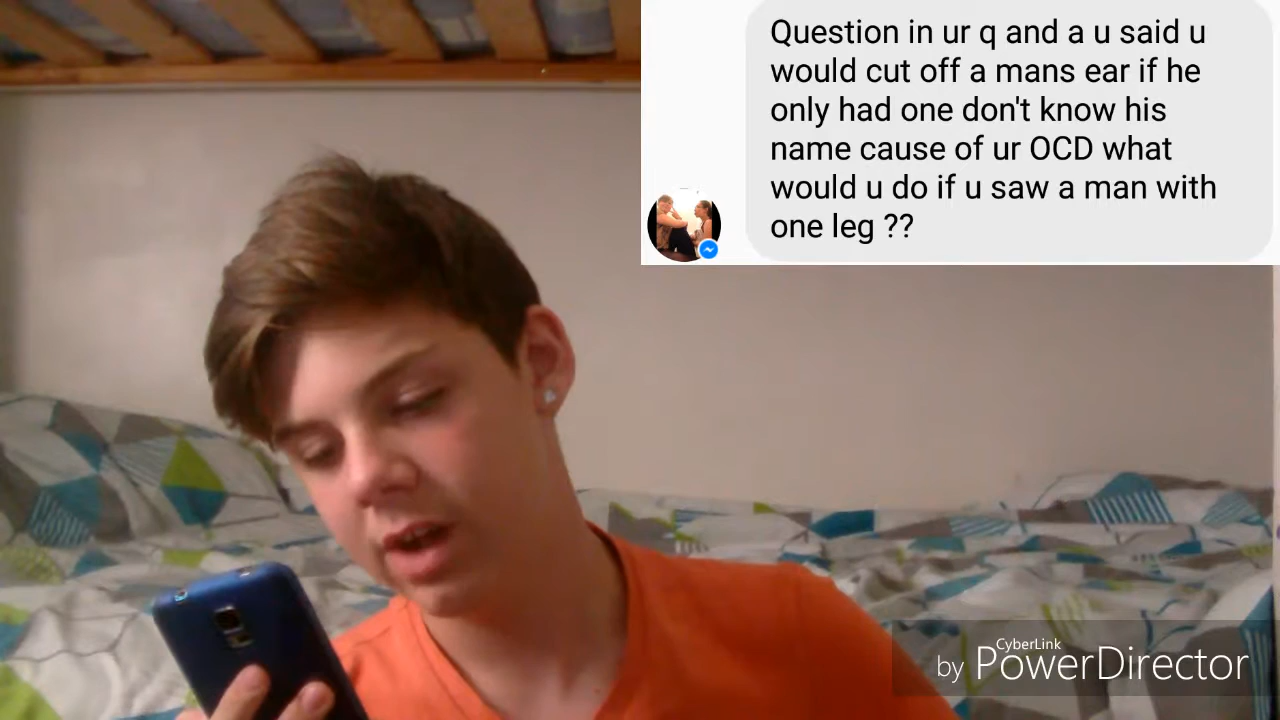 Question in ur q and a u said u
would cut off a mans ear if he
only had one don't know his
name cause of ur OCD what
would u do if u saw a man with
one leg ??
CyberLink
by PowerDirector